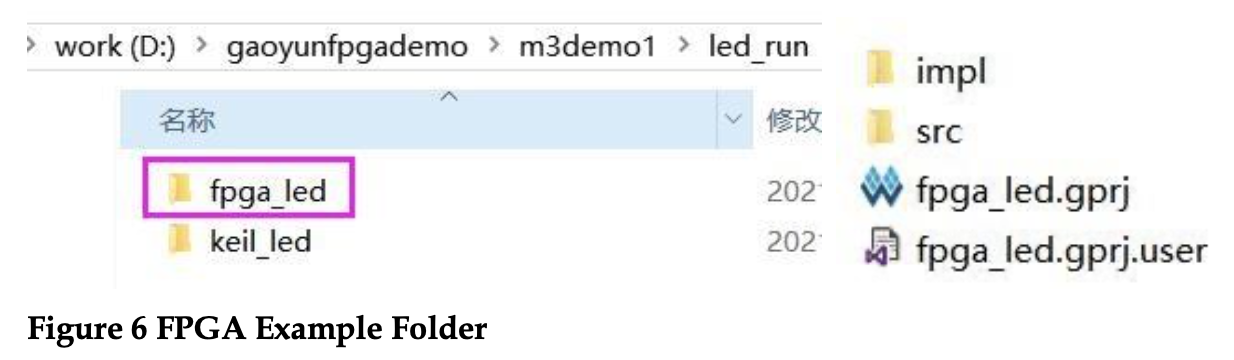 > work (D:) > gaoyunfpgademo > m3demo1 > led_run
名称
修改
fpga_led
202
keil_led
202
impl
src
fpga_led.gprj
fpga_led.gprj.user
Figure 6 FPGA Example Folder